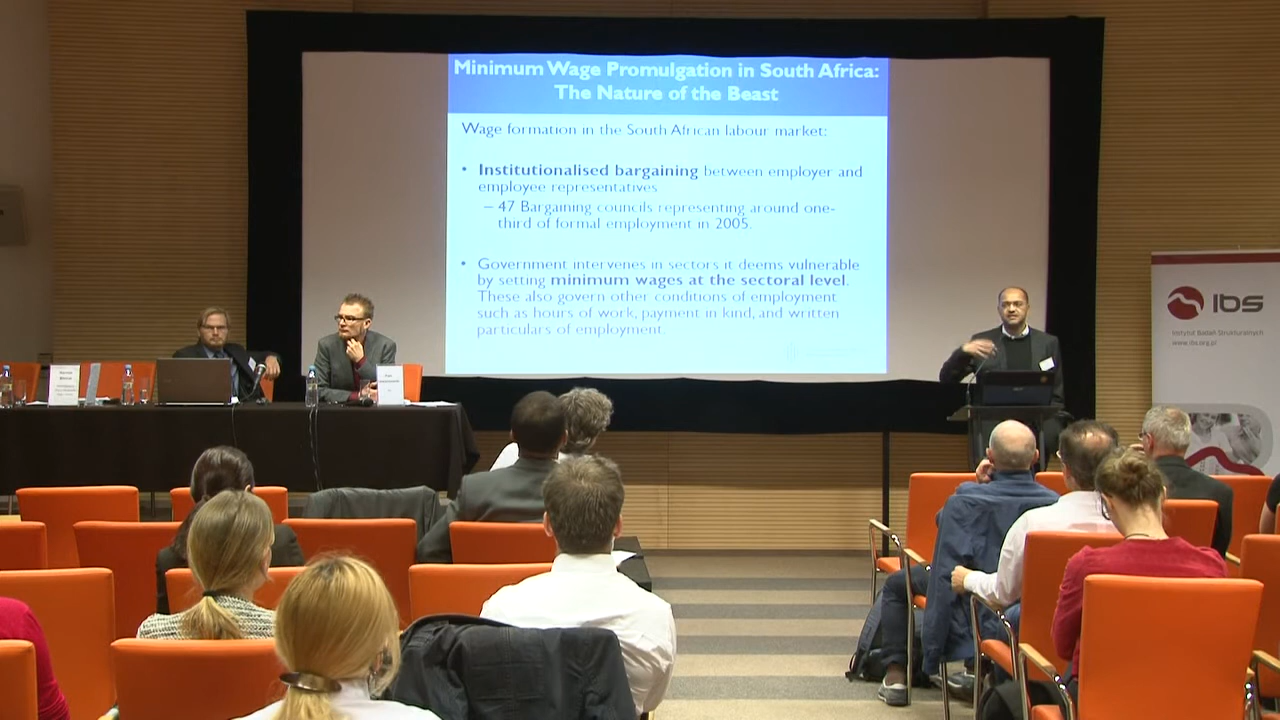 Minimum Wage Promulgation in South Africa:
The Nature of the Beast
Wage formation in the South African labour market:
• Institutionalised bargaining between employer and
employee representatives
– 47 Bargaining councils representing around one-
third of formal employment in 2005.
• Government intervenes in sectors it deems vulnerable
by setting minimum wages at the sectoral level.
These also govern other conditions of employment
such as hours of work, payment in kind, and written
particulars of employment.
IBS
Instytut Badań Strukturalnych
www.ibs.org.pl